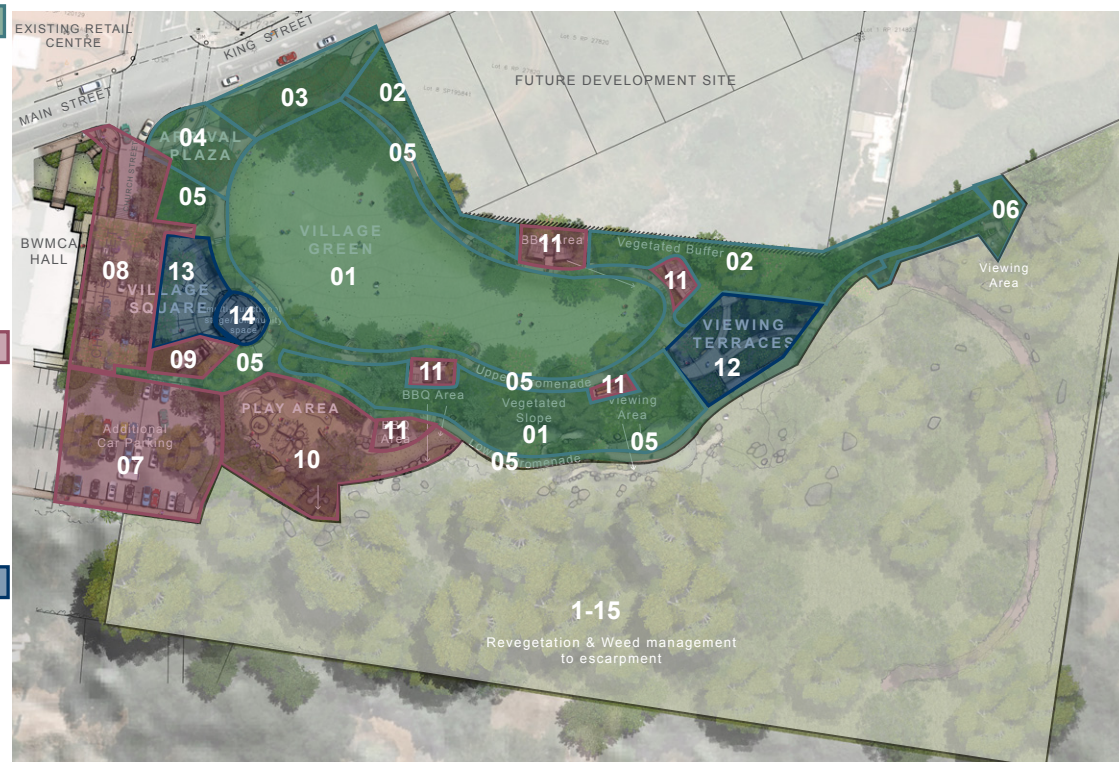 EXISTING RETAIL
CENTRE
KING STREET
MAIN STREET
FUTURE DEVELOPMENT SITE
03
02
04
ARRIVAL
PLAZA
05
05
06
BWMCA
HALL
08
13
VILLAGE
SQUARE
14
space
VILLAGE
GREEN
01
11
BBQ Area
Vegetated Buffer
02
11
Viewing
Area
VIEWING
TERRACES
12
09
05
11
BBQ Area
Upper Promenade
05
11
Viewing
Area
Vegetated
Slope
01
05
Lower Promenade
05
PLAY AREA
10
11
Area
Additional
Car Parking
07
1-15
Revegetation & Weed management
to escarpment